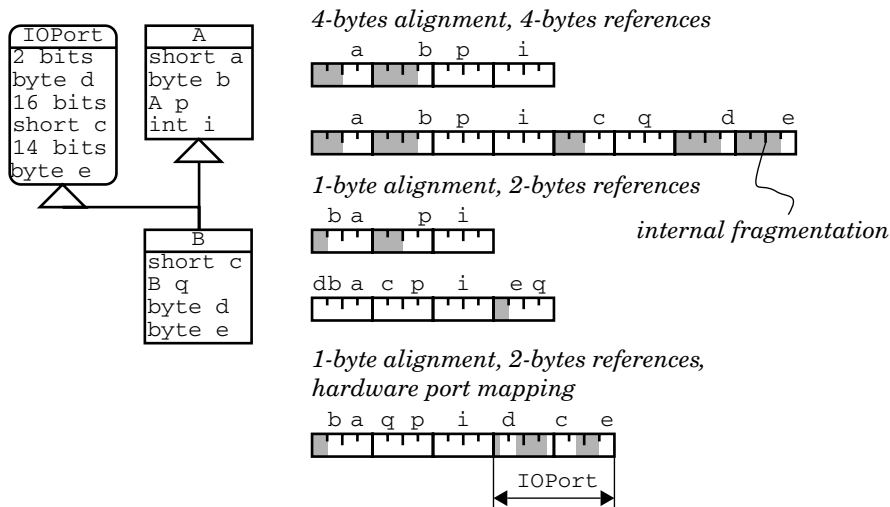 IOPort
2 bits
byte d
16 bits
short c
14 bits
byte e
A
short a
byte b
A p
int i
B
short c
B q
byte d
byte e
4-bytes alignment, 4-bytes references
a b p i
a b p i c q d e
internal fragmentation
1-byte alignment, 2-bytes references
b a p i
db a c p i e q
1-byte alignment, 2-bytes references,
hardware port mapping
b a q p i d c e
IOPort